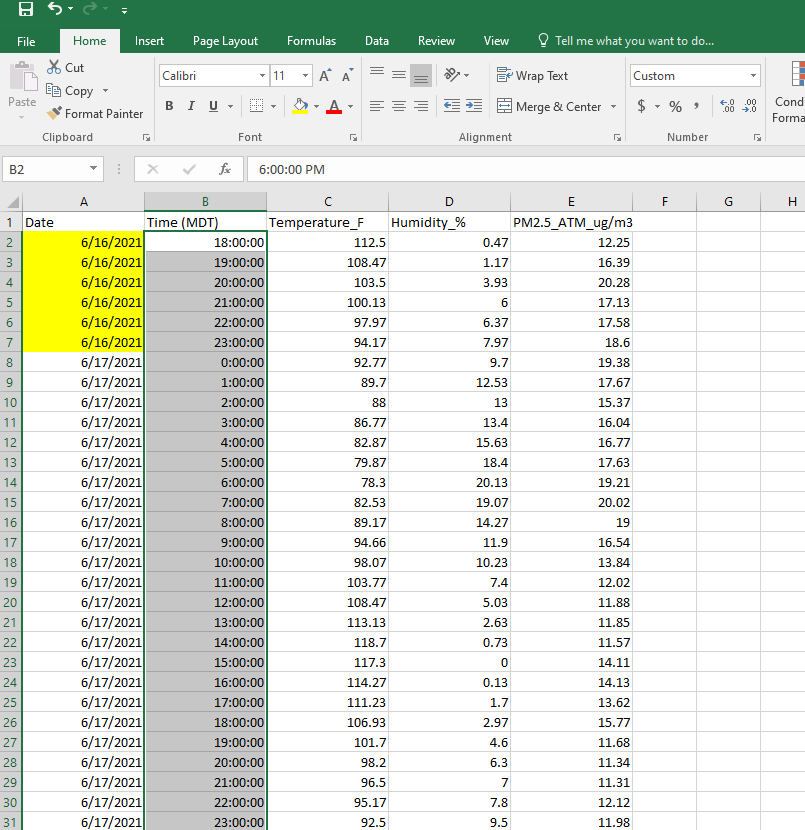 File Home Insert Page Layout Formulas Data Review View Tell me what you want to do...
Paste
Cut
Copy
Format Painter
Calibri 11 A A
B I U A
Wrap Text
Merge & Center
Custom
$ % , .0 .00 .00 .0
Cond
Forma
Clipboard Font Alignment Number
B2 fx 6:00:00 PM
A B C D E F G H
1 Date Time (MDT) Temperature_F Humidity_% PM2.5_ATM_ug/m3
2 6/16/2021 18:00:00 112.5 0.47 12.25
3 6/16/2021 19:00:00 108.47 1.17 16.39
4 6/16/2021 20:00:00 103.5 3.93 20.28
5 6/16/2021 21:00:00 100.13 6 17.13
6 6/16/2021 22:00:00 97.97 6.37 17.58
7 6/16/2021 23:00:00 94.17 7.97 18.6
8 6/17/2021 0:00:00 92.77 9.7 19.38
9 6/17/2021 1:00:00 89.7 12.53 17.67
10 6/17/2021 2:00:00 88 13 15.37
11 6/17/2021 3:00:00 86.77 13.4 16.04
12 6/17/2021 4:00:00 82.87 15.63 16.77
13 6/17/2021 5:00:00 79.87 18.4 17.63
14 6/17/2021 6:00:00 78.3 20.13 19.21
15 6/17/2021 7:00:00 82.53 19.07 20.02
16 6/17/2021 8:00:00 89.17 14.27 19
17 6/17/2021 9:00:00 94.66 11.9 16.54
18 6/17/2021 10:00:00 98.07 10.23 13.84
19 6/17/2021 11:00:00 103.77 7.4 12.02
20 6/17/2021 12:00:00 108.47 5.03 11.88
21 6/17/2021 13:00:00 113.13 2.63 11.85
22 6/17/2021 14:00:00 118.7 0.73 11.57
23 6/17/2021 15:00:00 117.3 0 14.11
24 6/17/2021 16:00:00 114.27 0.13 14.13
25 6/17/2021 17:00:00 111.23 1.7 13.62
26 6/17/2021 18:00:00 106.93 2.97 15.77
27 6/17/2021 19:00:00 101.7 4.6 11.68
28 6/17/2021 20:00:00 98.2 6.3 11.34
29 6/17/2021 21:00:00 96.5 7 11.31
30 6/17/2021 22:00:00 95.17 7.8 12.12
31 6/17/2021 23:00:00 92.5 9.5 11.98